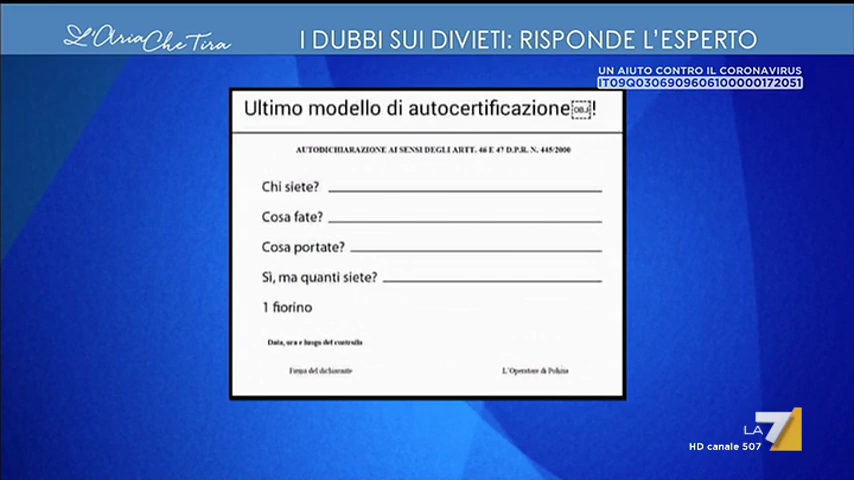 L'Aria Che Tira
I DUBBI SUI DIVIETI: RISPONDE L'ESPERTO
UN AIUTO CONTRO IL CORONAVIRUS
IT09Q0306909606100000172051
Ultimo modello di autocertificazione OBJ!
AUTODICHIARAZIONE AI SENSI DEGLI ARTT. 46 E 47 D.P.R. N. 445/2000
Chi siete?
Cosa fate?
Cosa portate?
Sì, ma quanti siete?
1 fiorino
Data, ora e luogo del controllo
Firma del dichiarante
L'Operatore di Polizia
LA 7
HD canale 507